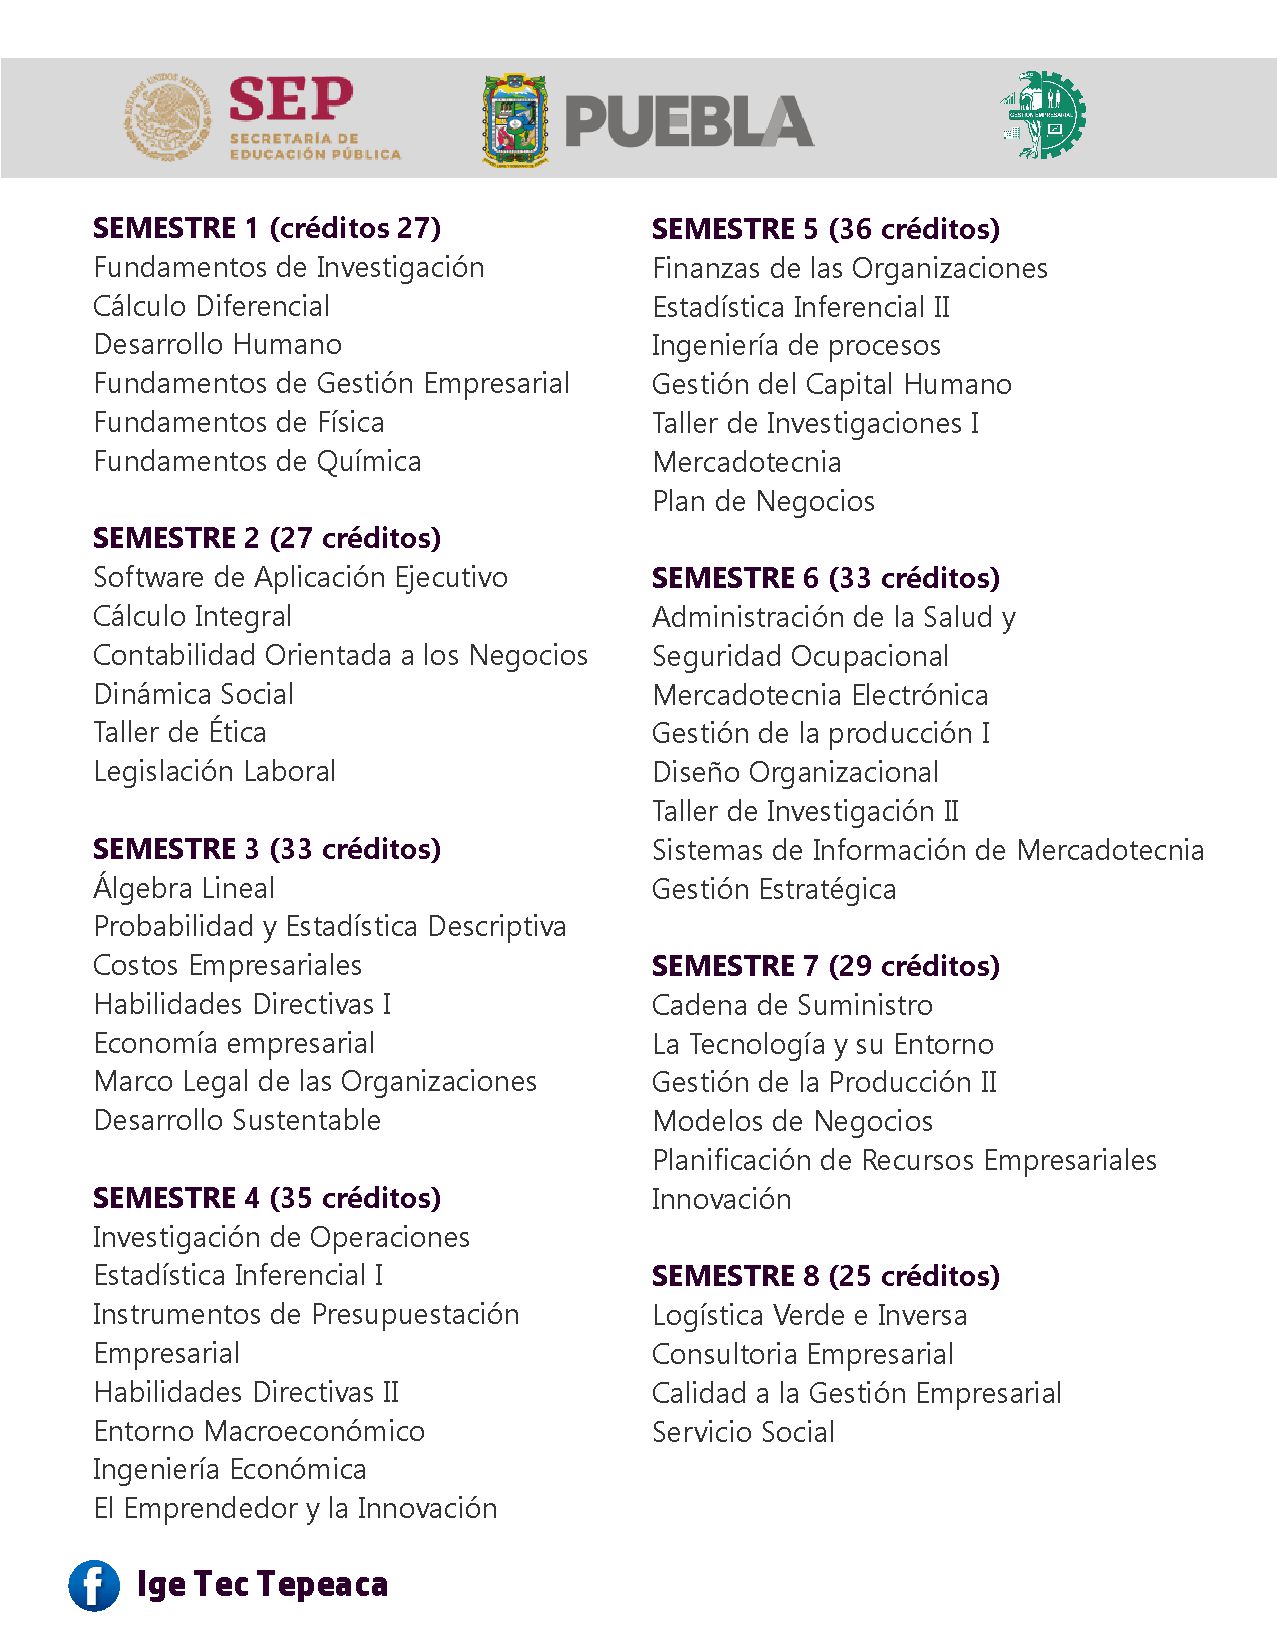 ESTADOS UNIDOS MEXICANOS
SEP
SECRETARÍA DE
EDUCACIÓN PÚBLICA
PUEBLA
GESTIÓN EMPRESARIAL
SEMESTRE 1 (créditos 27)
Fundamentos de Investigación
Cálculo Diferencial
Desarrollo Humano
Fundamentos de Gestión Empresarial
Fundamentos de Física
Fundamentos de Química
SEMESTRE 2 (27 créditos)
Software de Aplicación Ejecutivo
Cálculo Integral
Contabilidad Orientada a los Negocios
Dinámica Social
Taller de Ética
Legislación Laboral
SEMESTRE 3 (33 créditos)
Álgebra Lineal
Probabilidad y Estadística Descriptiva
Costos Empresariales
Habilidades Directivas I
Economía empresarial
Marco Legal de las Organizaciones
Desarrollo Sustentable
SEMESTRE 4 (35 créditos)
Investigación de Operaciones
Estadística Inferencial I
Instrumentos de Presupuestación
Empresarial
Habilidades Directivas II
Entorno Macroeconómico
Ingeniería Económica
El Emprendedor y la Innovación
SEMESTRE 5 (36 créditos)
Finanzas de las Organizaciones
Estadística Inferencial II
Ingeniería de procesos
Gestión del Capital Humano
Taller de Investigaciones I
Mercadotecnia
Plan de Negocios
SEMESTRE 6 (33 créditos)
Administración de la Salud y
Seguridad Ocupacional
Mercadotecnia Electrónica
Gestión de la producción I
Diseño Organizacional
Taller de Investigación II
Sistemas de Información de Mercadotecnia
Gestión Estratégica
SEMESTRE 7 (29 créditos)
Cadena de Suministro
La Tecnología y su Entorno
Gestión de la Producción II
Modelos de Negocios
Planificación de Recursos Empresariales
Innovación
SEMESTRE 8 (25 créditos)
Logística Verde e Inversa
Consultoria Empresarial
Calidad a la Gestión Empresarial
Servicio Social
f Ige Tec Tepeaca